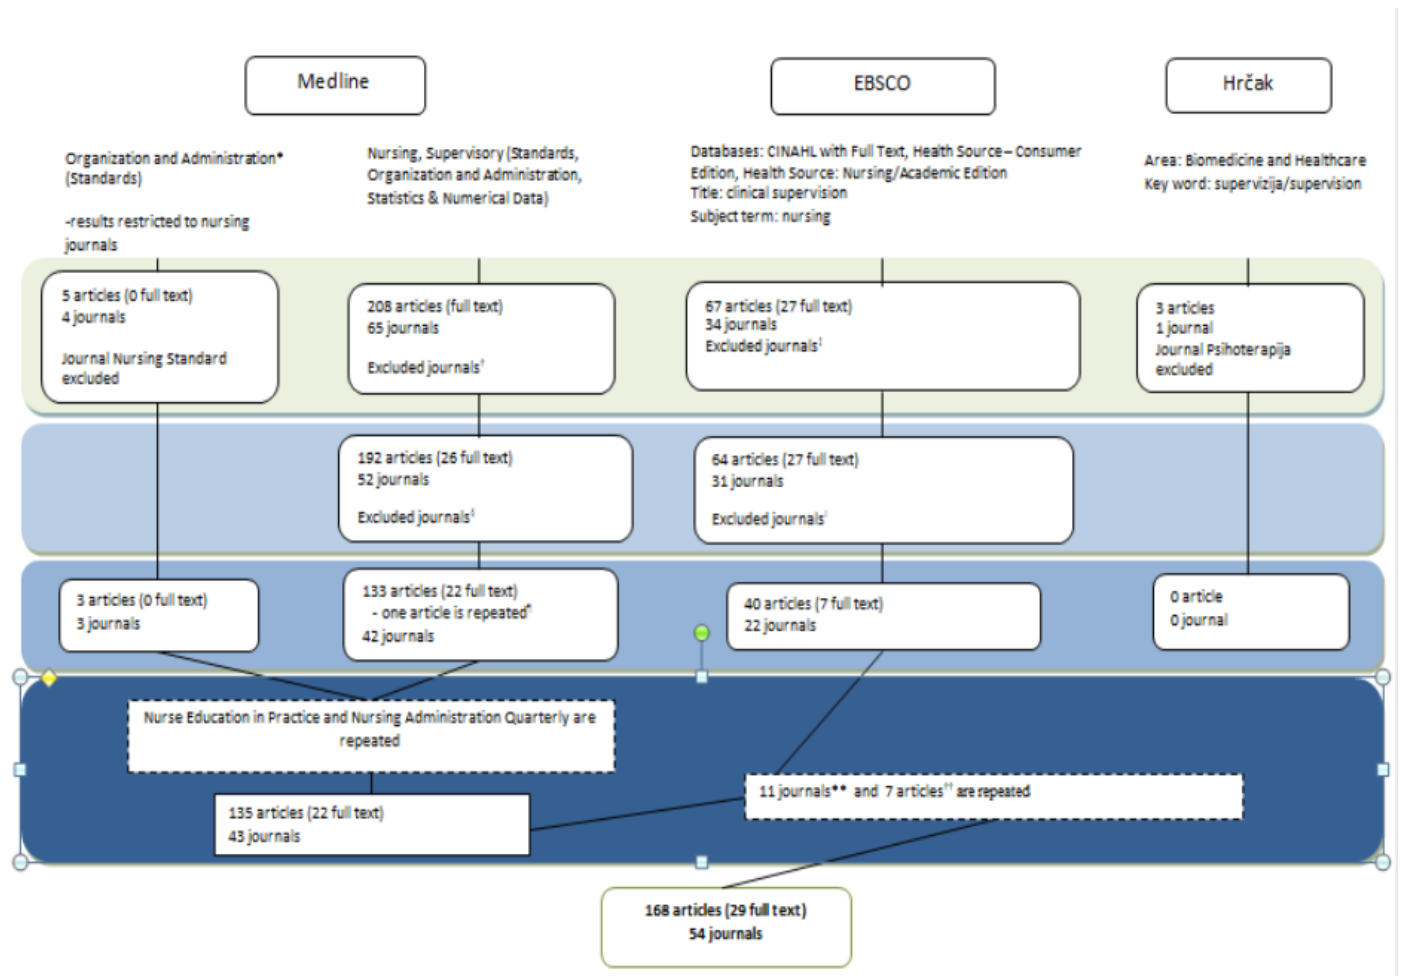 Medline
EBSCO
Hrčak
Organization and Administration*
(Standards)
-results restricted to nursing
journals
Nursing, Supervisory (Standards,
Organization and Administration,
Statistics & Numerical Data)
Databases: CINAHL with Full Text, Health Source– Consumer
Edition, Health Source: Nursing/Academic Edition
Title: clinical supervision
Subject term: nursing
Area: Biomedicine and Healthcare
Key word: supervizija/supervision
5 articles (0 full text)
4 journals
Journal Nursing Standard
excluded
208 articles (full text)
65 journals
Excluded journals†
67 articles (27 full text)
34 journals
Excluded journals‡
3 articles
1 journal
Journal Psihoterapija
excluded
192 articles (26 full text)
52 journals
Excluded journals
64 articles (27 full text)
31 journals
Excluded journals
3 articles (0 full text)
3 journals
133 articles (22 full text)
- one article is repeated
42 journals
40 articles (7 full text)
22 journals
0 article
0 journal
Nurse Education in Practice and Nursing Administration Quarterly are
repeated
11 journals** and 7 articles†† are repeated
135 articles (22 full text)
43 journals
168 articles (29 full text)
54 journals